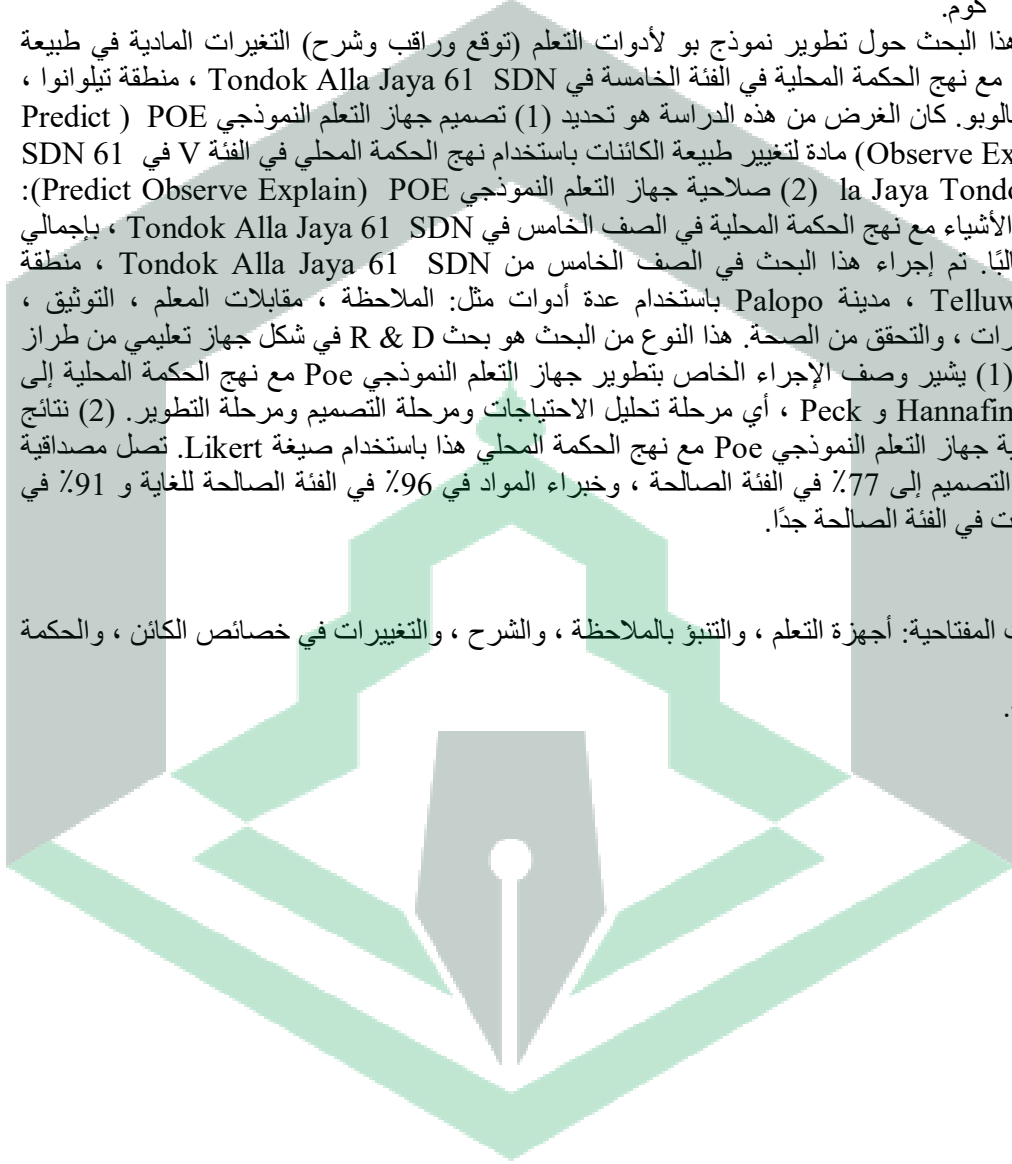 كوم.
هذا البحث حول تطوير نموذج بو لأدوات التعلم (توقع وراقب وشرح) التغيرات المادية في طبيعة
مع نهج الحكمة المحلية في الفئة الخامسة في Tondok Alla Jaya 61 SDN ، منطقة تيلوانوا ،
بالوبو. كان الغرض من هذه الدراسة هو تحديد (1) تصميم جهاز التعلم النموذجي POE ( Predict
Observe Ex) مادة لتغيير طبيعة الكائنات باستخدام نهج الحكمة المحلي في الفئة V في SDN 61
la Jaya Tondo (2) صلاحية جهاز التعلم النموذجي POE (Predict Observe Explain):
الأشياء مع نهج الحكمة المحلية في الصف الخامس في Tondok Alla Jaya 61 SDN ، بإجمالي
البًا. تم إجراء هذا البحث في الصف الخامس من Tondok Alla Jaya 61 SDN ، منطقة
Telluw ، مدينة Palopo باستخدام عدة أدوات مثل: الملاحظة ، مقابلات المعلم ، التوثيق ،
رات ، والتحقق من الصحة. هذا النوع من البحث هو بحث R & D في شكل جهاز تعليمي من طراز
(1) يشير وصف الإجراء الخاص بتطوير جهاز التعلم النموذجي Poe مع نهج الحكمة المحلية إلى
Hannafin و Peck ، أي مرحلة تحليل الاحتياجات ومرحلة التصميم ومرحلة التطوير. (2) نتائج
ية جهاز التعلم النموذجي Poe مع نهج الحكمة المحلي هذا باستخدام صيغة Likert. تصل مصداقية
التصميم إلى 77٪ في الفئة الصالحة ، وخبراء المواد في 96٪ في الفئة الصالحة للغاية و 91٪ في
ت في الفئة الصالحة جدًا.
ت المفتاحية: أجهزة التعلم ، والتنبؤ بالملاحظة ، والشرح ، والتغييرات في خصائص الكائن ، والحكمة
.